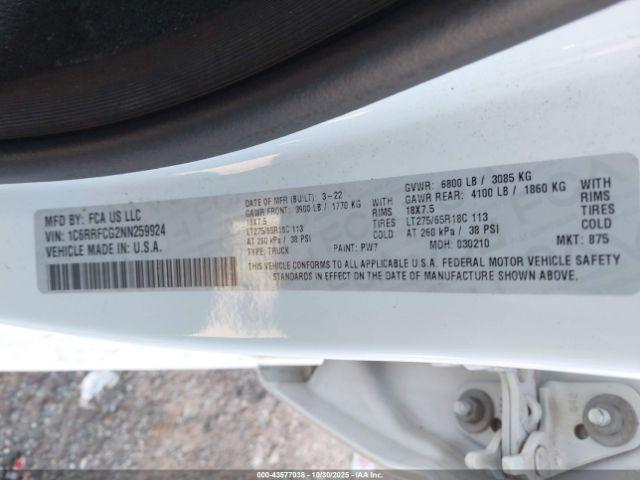 MFD BY: FCA US LLC
VIN: 1C6RRFCG2NN259924
VEHICLE MADE IN U.S.A.
DATE OF MFR (BUILT): 3-22
GAWR FRONT: 3900 LB / 1770 KG WITH
18X7.5 RIMS
LT275/65R18C 113 TIRES
AT 260 kPa / 38 PSI COLD
TYPE: TRUCK PAINT: PW7
GVWR: 6800 LB / 3085 KG
GAWR REAR: 4100 LB / 1860 KG WITH
18X7.5 RIMS
LT275/65R18C 113 TIRES
AT 260 kPa / 38 PSI COLD
MDH: 030210 MKT: 875
THIS VEHICLE CONFORMS TO ALL APPLICABLE U.S.A. FEDERAL MOTOR VEHICLE SAFETY
STANDARDS IN EFFECT ON THE DATE OF MANUFACTURE SHOWN ABOVE.
000-43577038 - 10/30/2025 - IAAI.COM